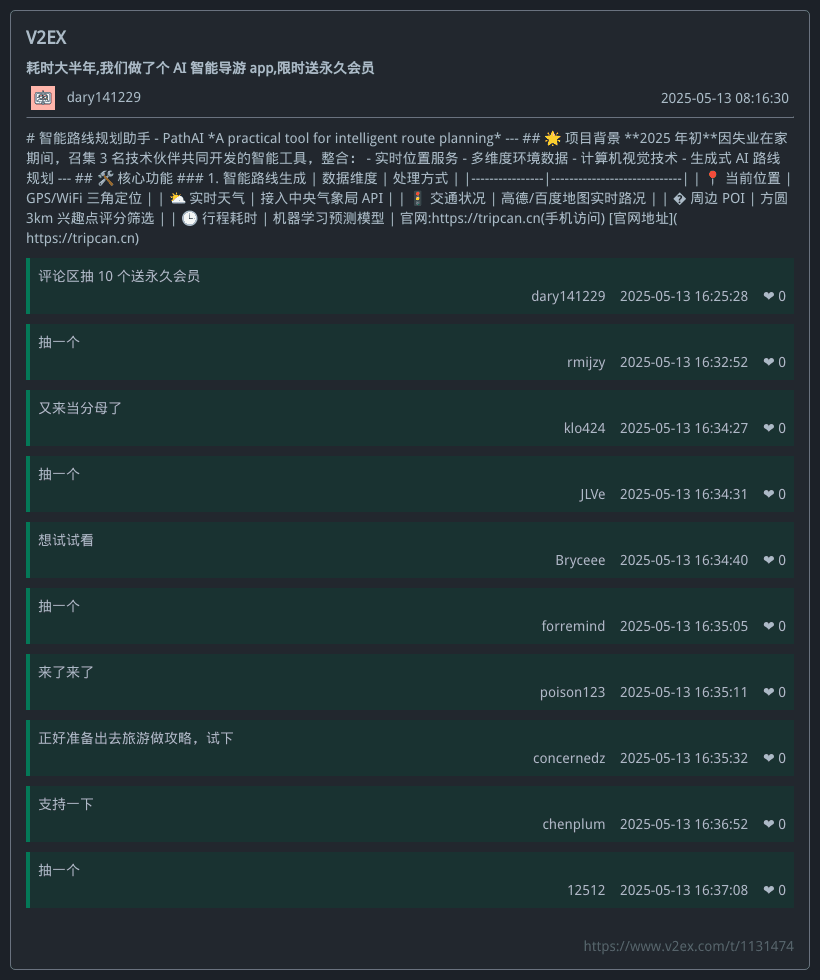 V2EX
耗时大半年,我们做了个 AI 智能导游 app,限时送永久会员
dary141229 2025-05-13 08:16:30
# 智能路线规划助手 - PathAI *A practical tool for intelligent route planning* --- ## 🌟 项目背景 **2025 年初**因失业在家
期间，召集 3 名技术伙伴共同开发的智能工具，整合： - 实时位置服务 - 多维度环境数据 - 计算机视觉技术 - 生成式 AI 路线
规划 --- ## 🛠️ 核心功能 ### 1. 智能路线生成 | 数据维度 | 处理方式 | |----------------|-----------------------------| | 📍 当前位置 |
GPS/WiFi 三角定位 | | ⛅ 实时天气 | 接入中央气象局 API | | 🚦 交通状况 | 高德/百度地图实时路况 | | � 周边 POI | 方圆
3km 兴趣点评分筛选 | | 🕒 行程耗时 | 机器学习预测模型 | 官网:https://tripcan.cn(手机访问) [官网地址](
https://tripcan.cn)
评论区抽 10 个送永久会员
dary141229 2025-05-13 16:25:28 ❤ 0
抽一个
rmijzy 2025-05-13 16:32:52 ❤ 0
又来当分母了
klo424 2025-05-13 16:34:27 ❤ 0
抽一个
JLVe 2025-05-13 16:34:31 ❤ 0
想试试看
Bryceee 2025-05-13 16:34:40 ❤ 0
抽一个
forremind 2025-05-13 16:35:05 ❤ 0
来了来了
poison123 2025-05-13 16:35:11 ❤ 0
正好准备出去旅游做攻略，试下
concernedz 2025-05-13 16:35:32 ❤ 0
支持一下
chenplum 2025-05-13 16:36:52 ❤ 0
抽一个
12512 2025-05-13 16:37:08 ❤ 0
https://www.v2ex.com/t/1131474